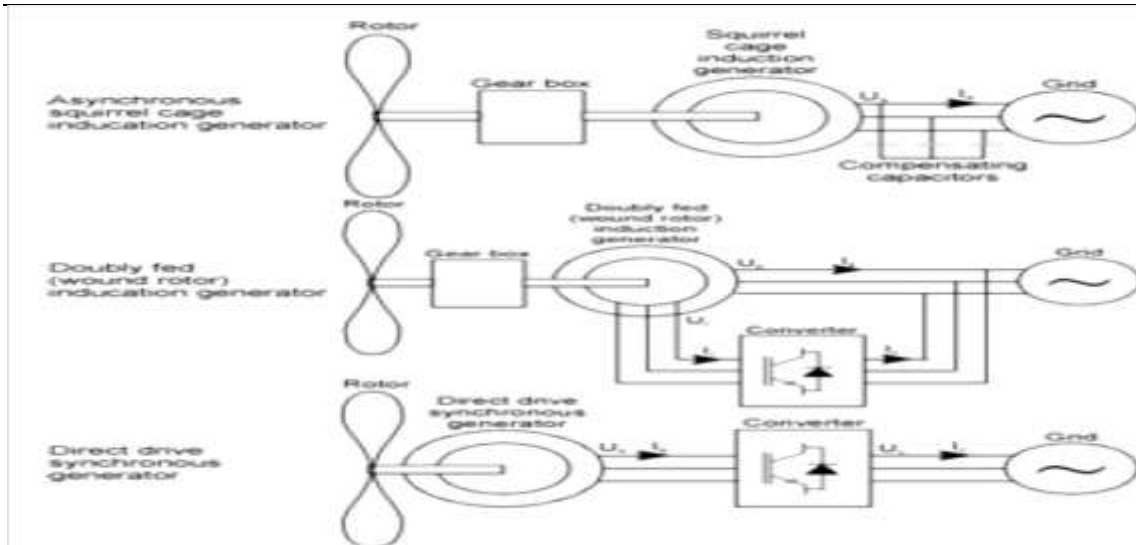 Rotor
Gear box
Squirrel
cage
induction
generator
Grid
Asynchronous
squirrel cage
inducation generator
Compensating
capacitors
Rotor
Gear box
Doubly fed
(wound rotor)
induction
generator
Grid
Doubly fed
(wound rotor)
inducation generator
Converter
Rotor
Direct drive
synchronous
generator
Converter
Grid
Direct drive
synchronous
generator